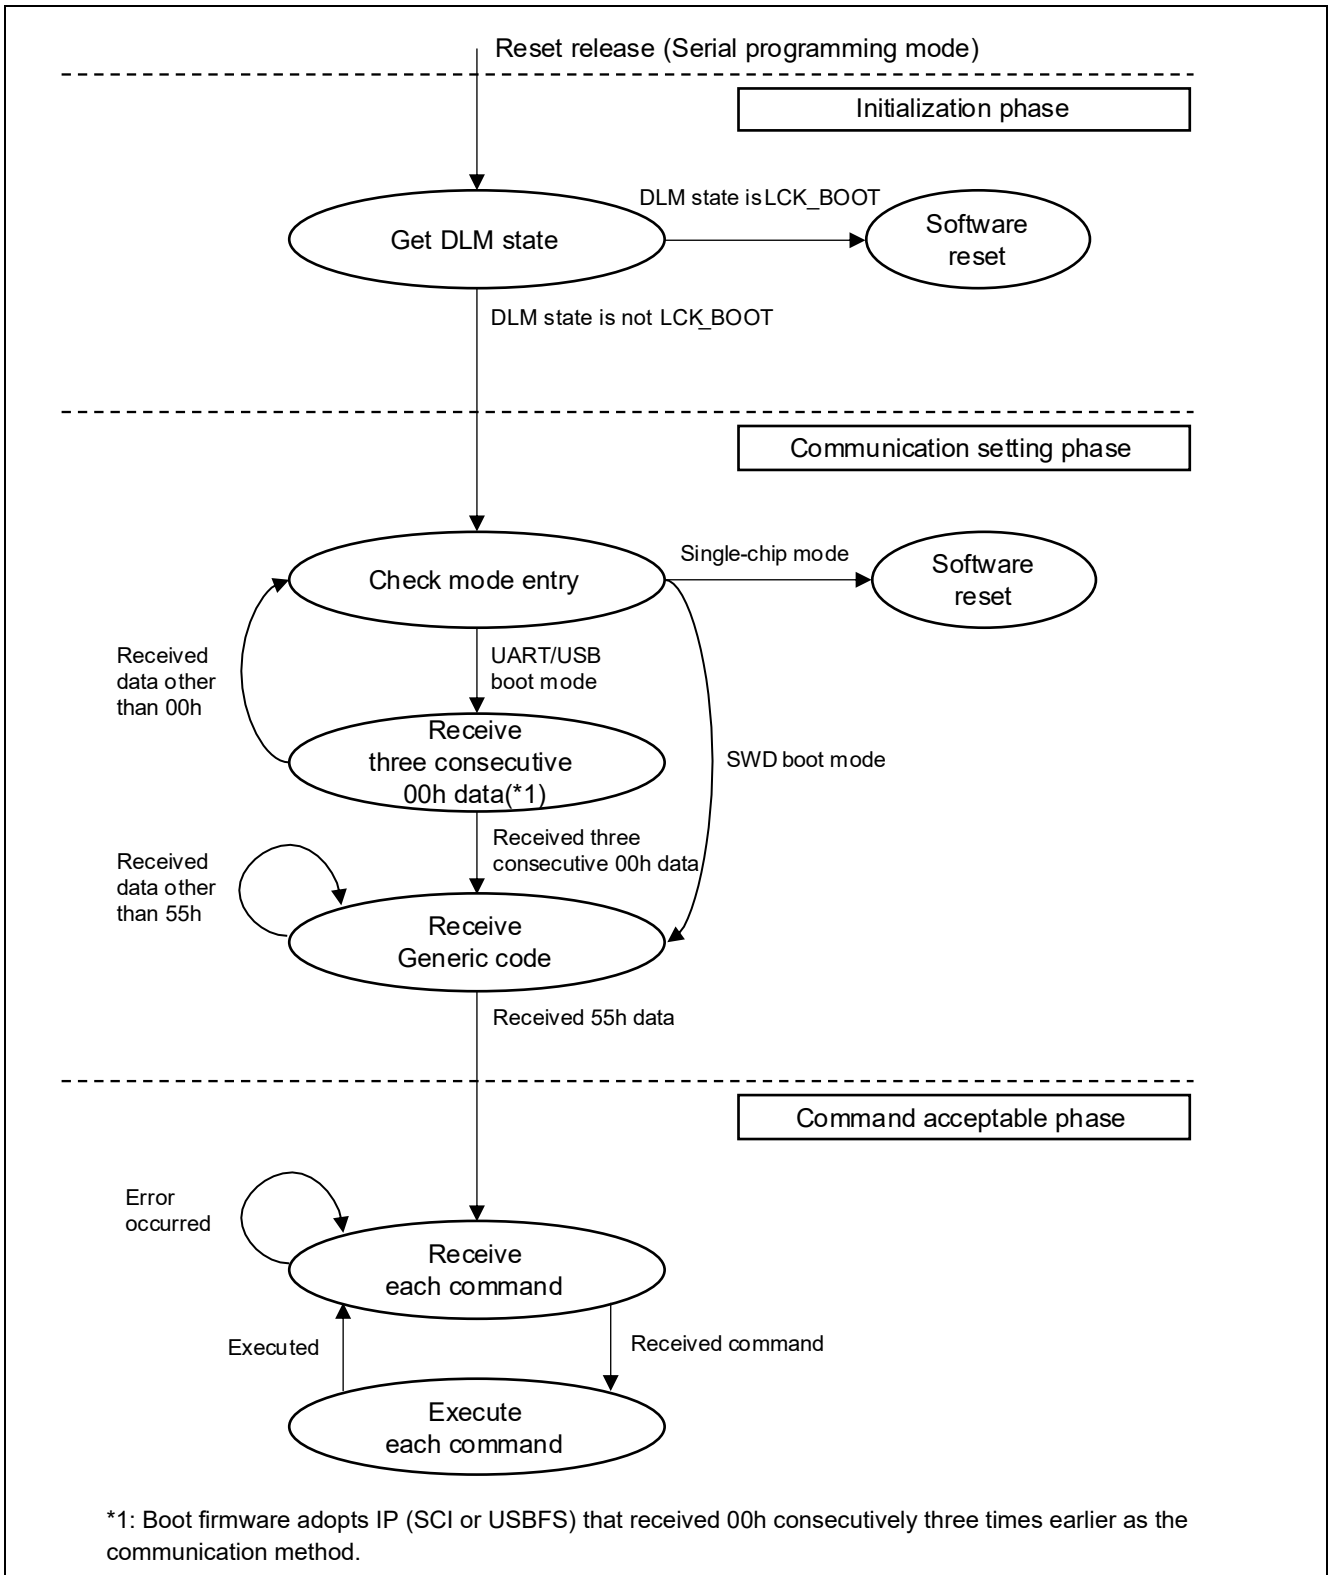 Reset release (Serial programming mode)
Initialization phase
DLM state is LCK_BOOT
Get DLM state
Software
reset
DLM state is not LCK_BOOT
Communication setting phase
Single-chip mode
Check mode entry
Software
reset
Received
data other
than 00h
UART/USB
boot mode
Receive
three consecutive
00h data(*1)
SWD boot mode
Received three
consecutive 00h data
Received
data other
than 55h
Receive
Generic code
Received 55h data
Command acceptable phase
Error
occurred
Receive
each command
Executed
Received command
Execute
each command
*1: Boot firmware adopts IP (SCI or USBFS) that received 00h consecutively three times earlier as the
communication method.